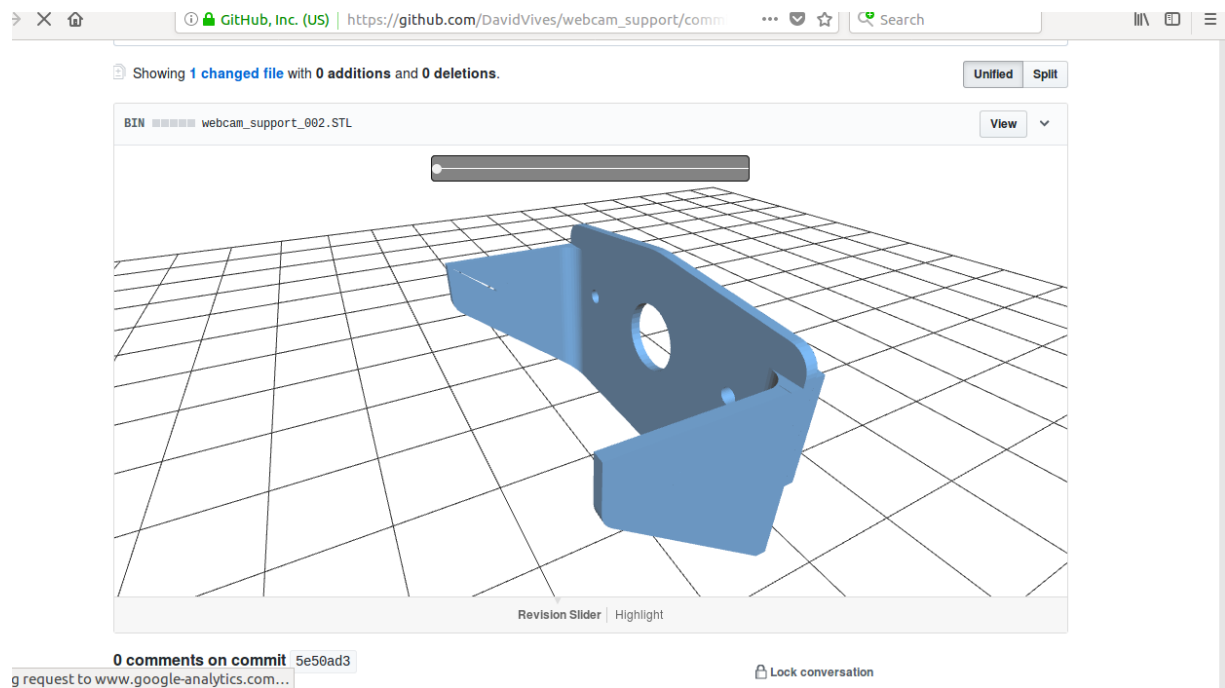 GitHub, Inc. (US) https://github.com/DavidVives/webcam_support/comm Search
Showing 1 changed file with 0 additions and 0 deletions.
Unified Split
BIN webcam_support_002.STL View
Revision Slider Highlight
0 comments on commit 5e50ad3
Lock conversation
g request to www.google-analytics.com…